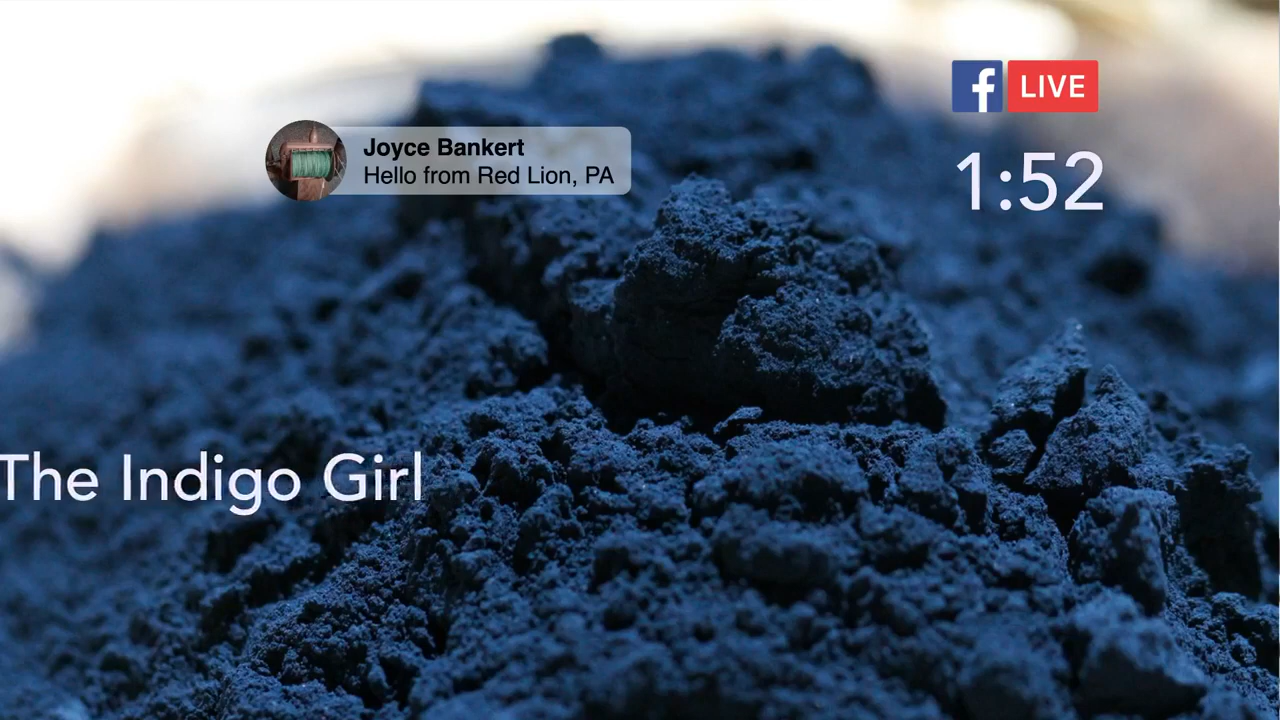 f LIVE
Joyce Bankert
Hello from Red Lion, PA
1:52
The Indigo Girl